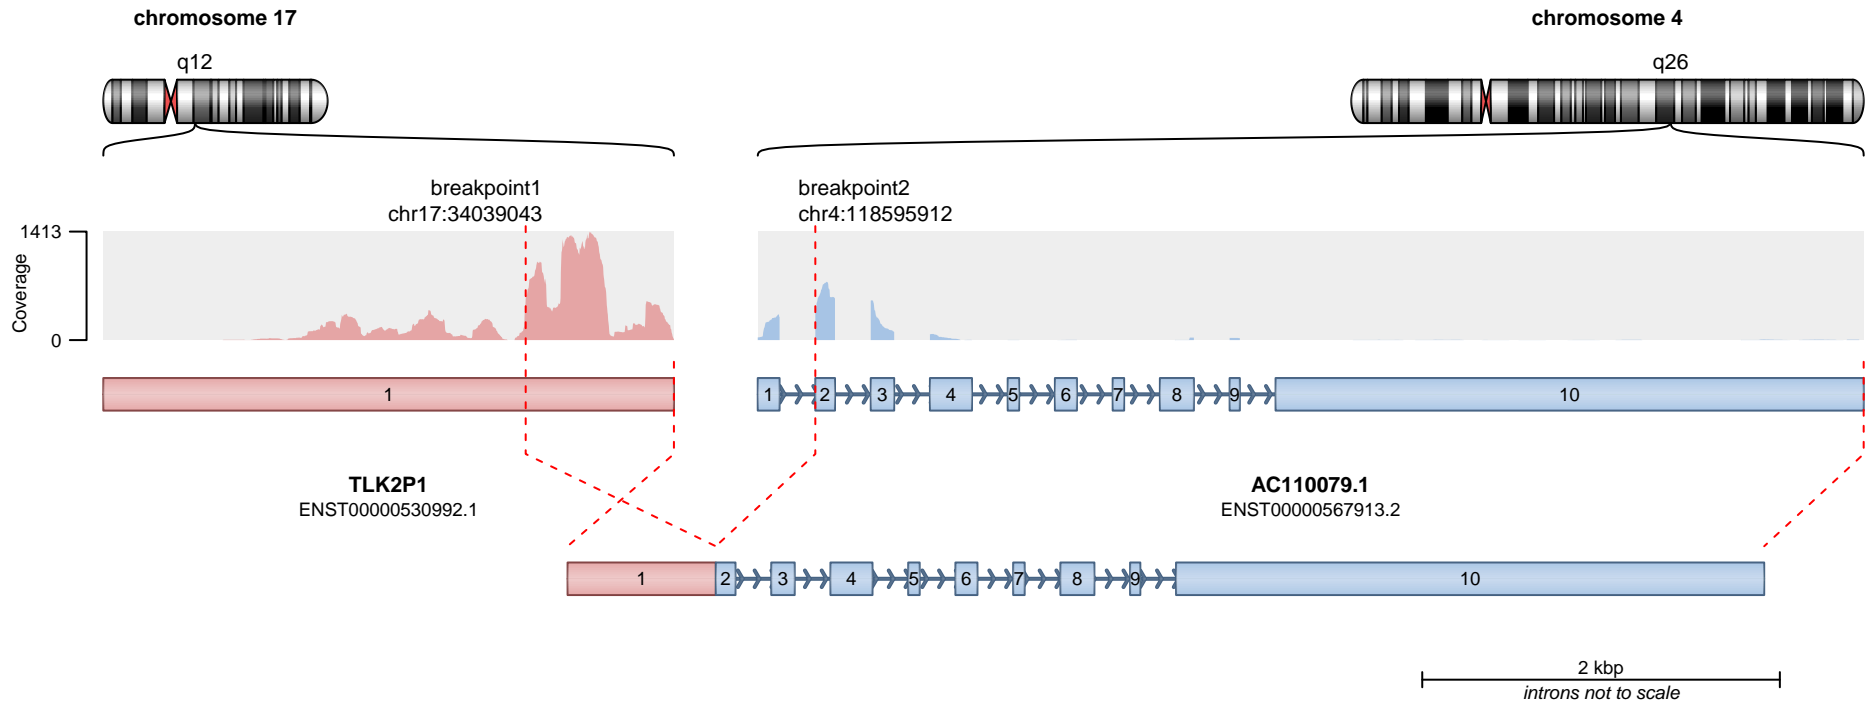 chromosome 17
chromosome 4
q12
q26
breakpoint1
chr17:34039043
breakpoint2
chr4:118595912
1413
Coverage
0
1
1 2 3 4 5 6 7 8 9 10
TLK2P1
ENST00000530992.1
AC110079.1
ENST00000567913.2
1 2 3 4 5 6 7 8 9 10
2 kbp
introns not to scale